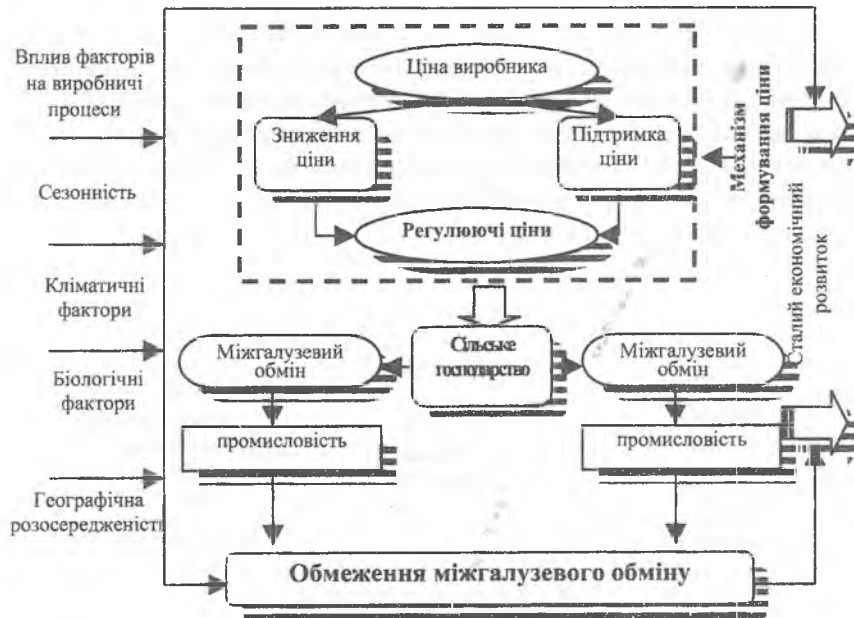 Вплив факторів
на виробничі
процеси
Сезонність
Кліматичні
фактори
Біологічні
фактори
Географічна
розосередженість
Ціна виробника
Зниження
ціни
Підтримка
ціни
Регулюючі ціни
Механізм
формування ціни
Сталий економічний
розвиток
Міжгалузевий
обмін
Сільське
господарство
Міжгалузевий
обмін
промисловість
промисловість
Обмеження міжгалузевого обміну